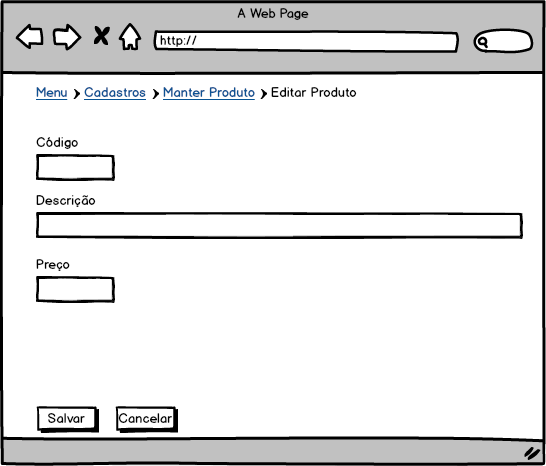 A Web Page
http://
Menu > Cadastros > Manter Produto > Editar Produto
Código
Descrição
Preço
Salvar Cancelar